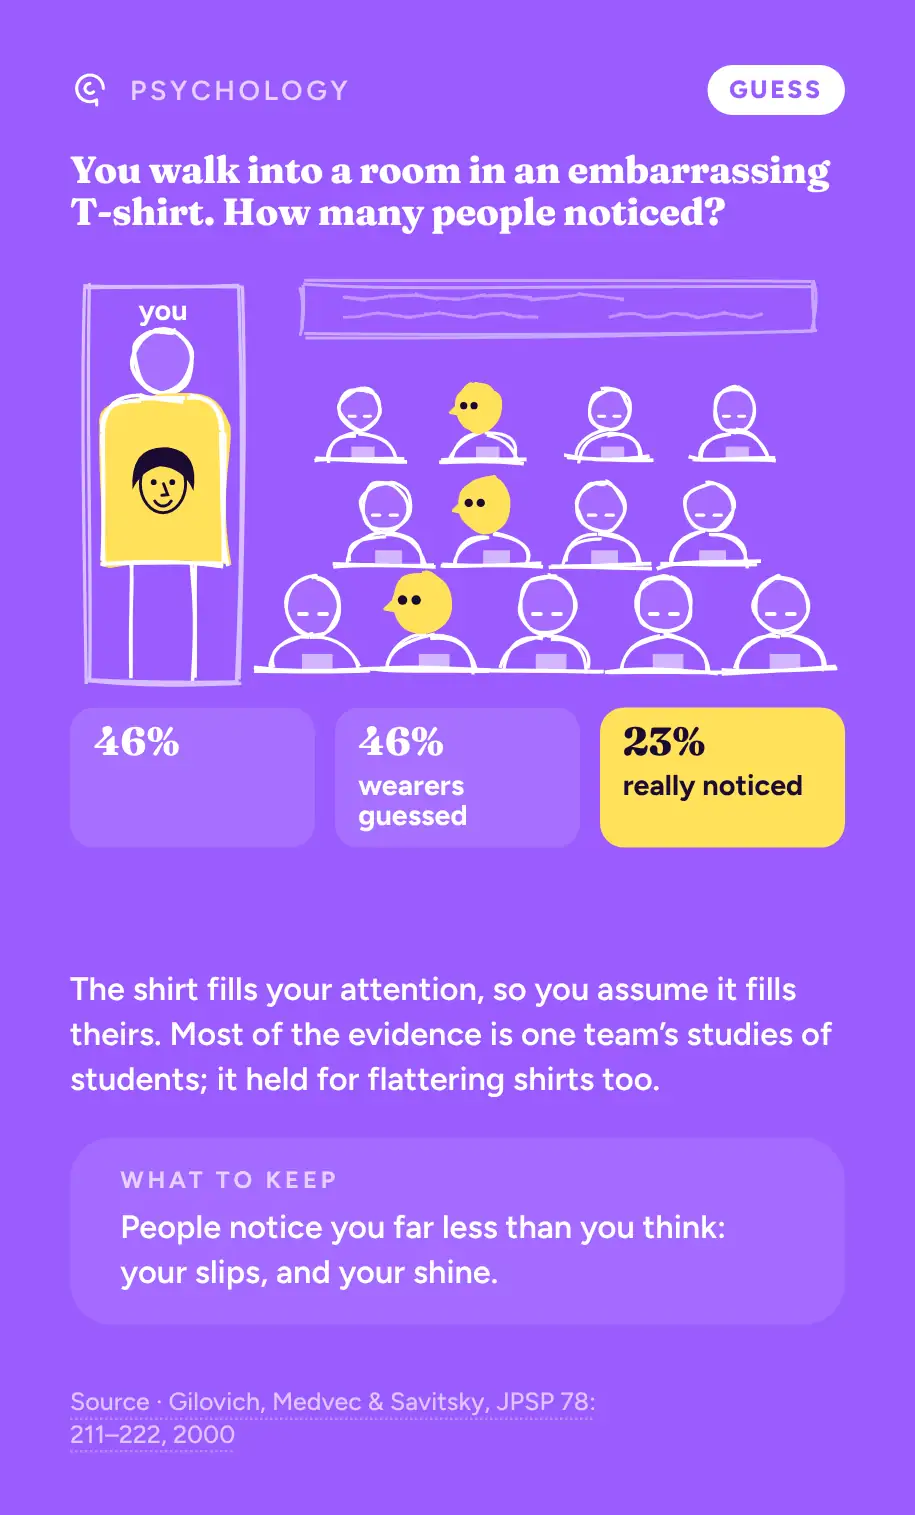 PSYCHOLOGY
GUESS
You walk into a room in an embarrassing
T-shirt. How many people noticed?
you
46%
46%
wearers
guessed
23%
really noticed
The shirt fills your attention, so you assume it fills
theirs. Most of the evidence is one team’s studies of
students; it held for flattering shirts too.
WHAT TO KEEP
People notice you far less than you think:
your slips, and your shine.
Source · Gilovich, Medvec & Savitsky, JPSP 78:
211–222, 2000